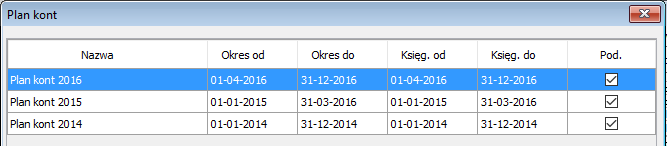 Plan kont
Nazwa Okres od Okres do Księg. od Księg. do Pod.
Plan kont 2016 01-04-2016 31-12-2016 01-04-2016 31-12-2016
Plan kont 2015 01-01-2015 31-03-2016 01-01-2015 31-03-2016
Plan kont 2014 01-01-2014 31-12-2014 01-01-2014 31-12-2014